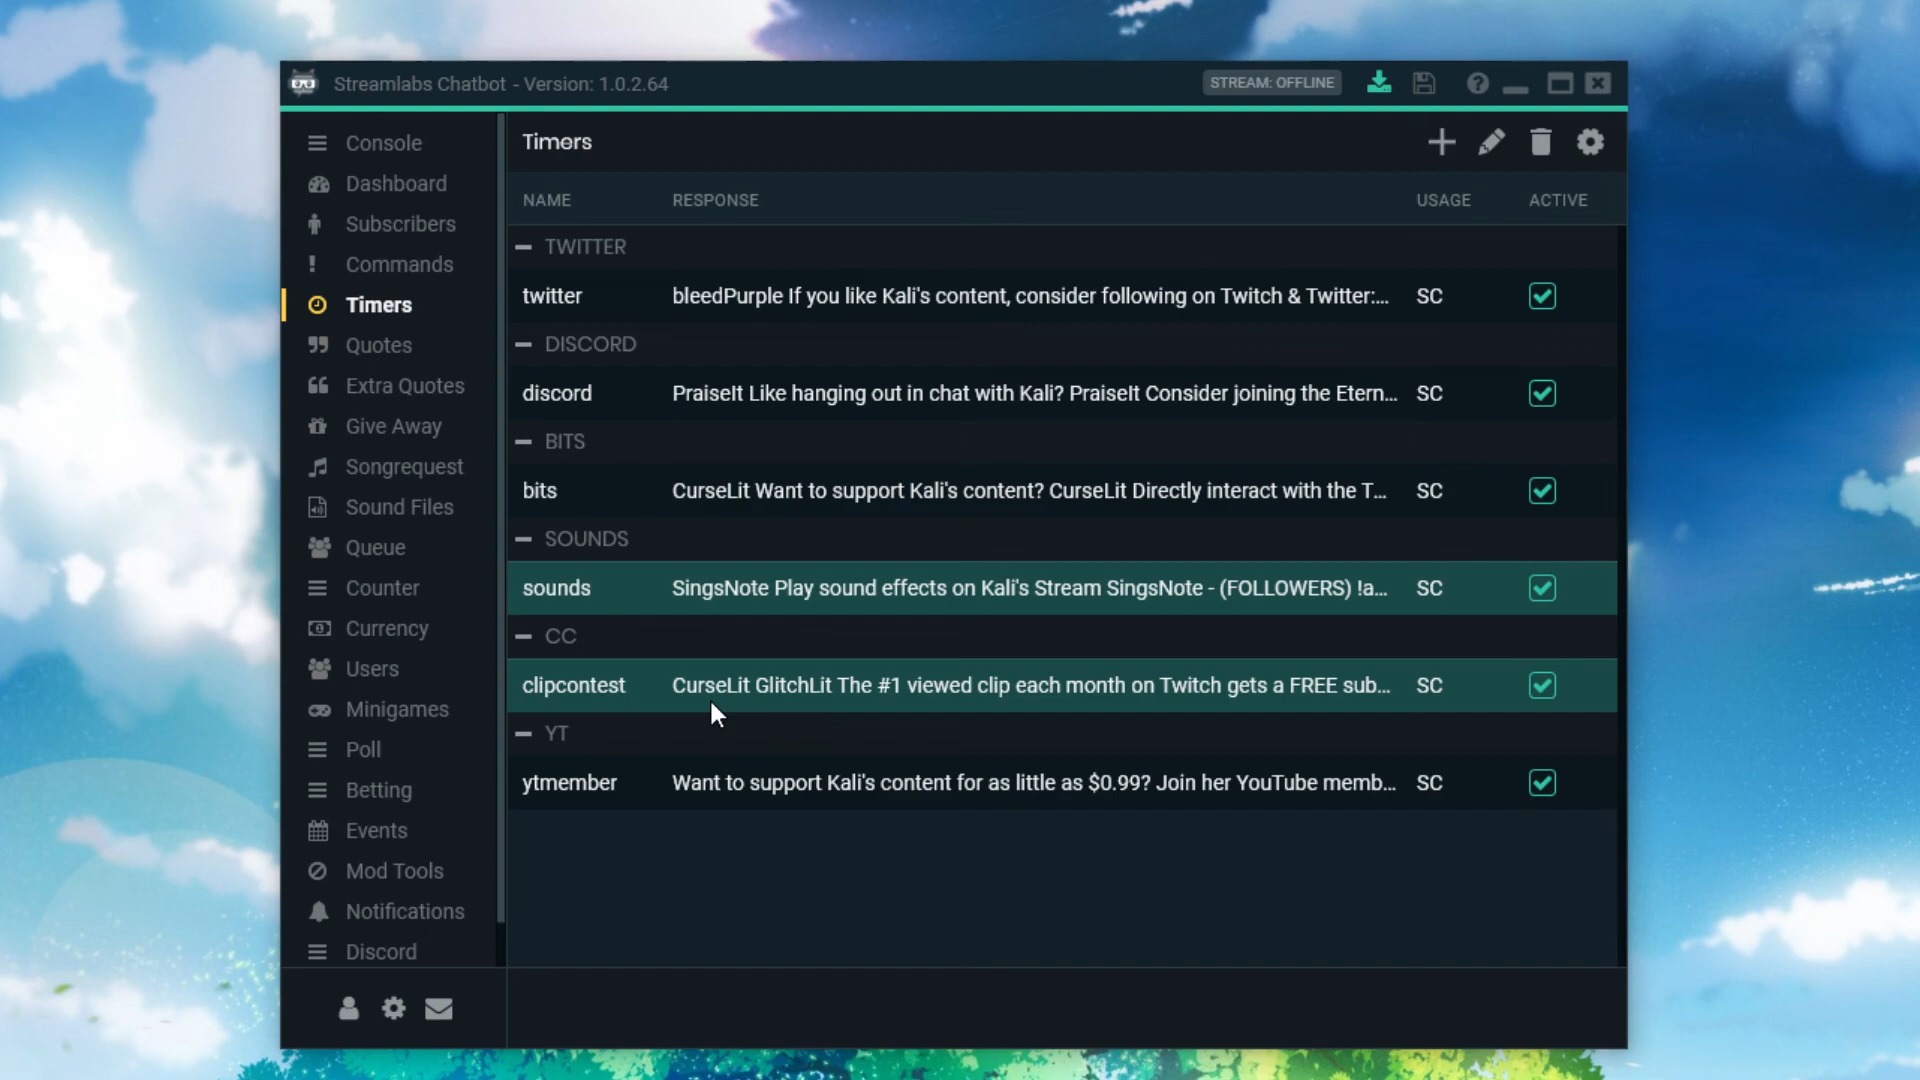 Streamlabs Chatbot - Version: 1.0.2.64
STREAM: OFFLINE
Console
Dashboard
Subscribers
Commands
Timers
Quotes
Extra Quotes
Give Away
Songrequest
Sound Files
Queue
Counter
Currency
Users
Minigames
Poll
Betting
Events
Mod Tools
Notifications
Discord
Timers
NAME RESPONSE USAGE ACTIVE
TWITTER
twitter bleedPurple If you like Kali's content, consider following on Twitch & Twitter:... SC
DISCORD
discord PraiseIt Like hanging out in chat with Kali? PraiseIt Consider joining the Etern... SC
BITS
bits CurseLit Want to support Kali's content? CurseLit Directly interact with the T... SC
SOUNDS
sounds SingsNote Play sound effects on Kali's Stream SingsNote - (FOLLOWERS) !a... SC
CC
clipcontest CurseLit GlitchLit The #1 viewed clip each month on Twitch gets a FREE sub... SC
YT
ytmember Want to support Kali's content for as little as $0.99? Join her YouTube memb... SC